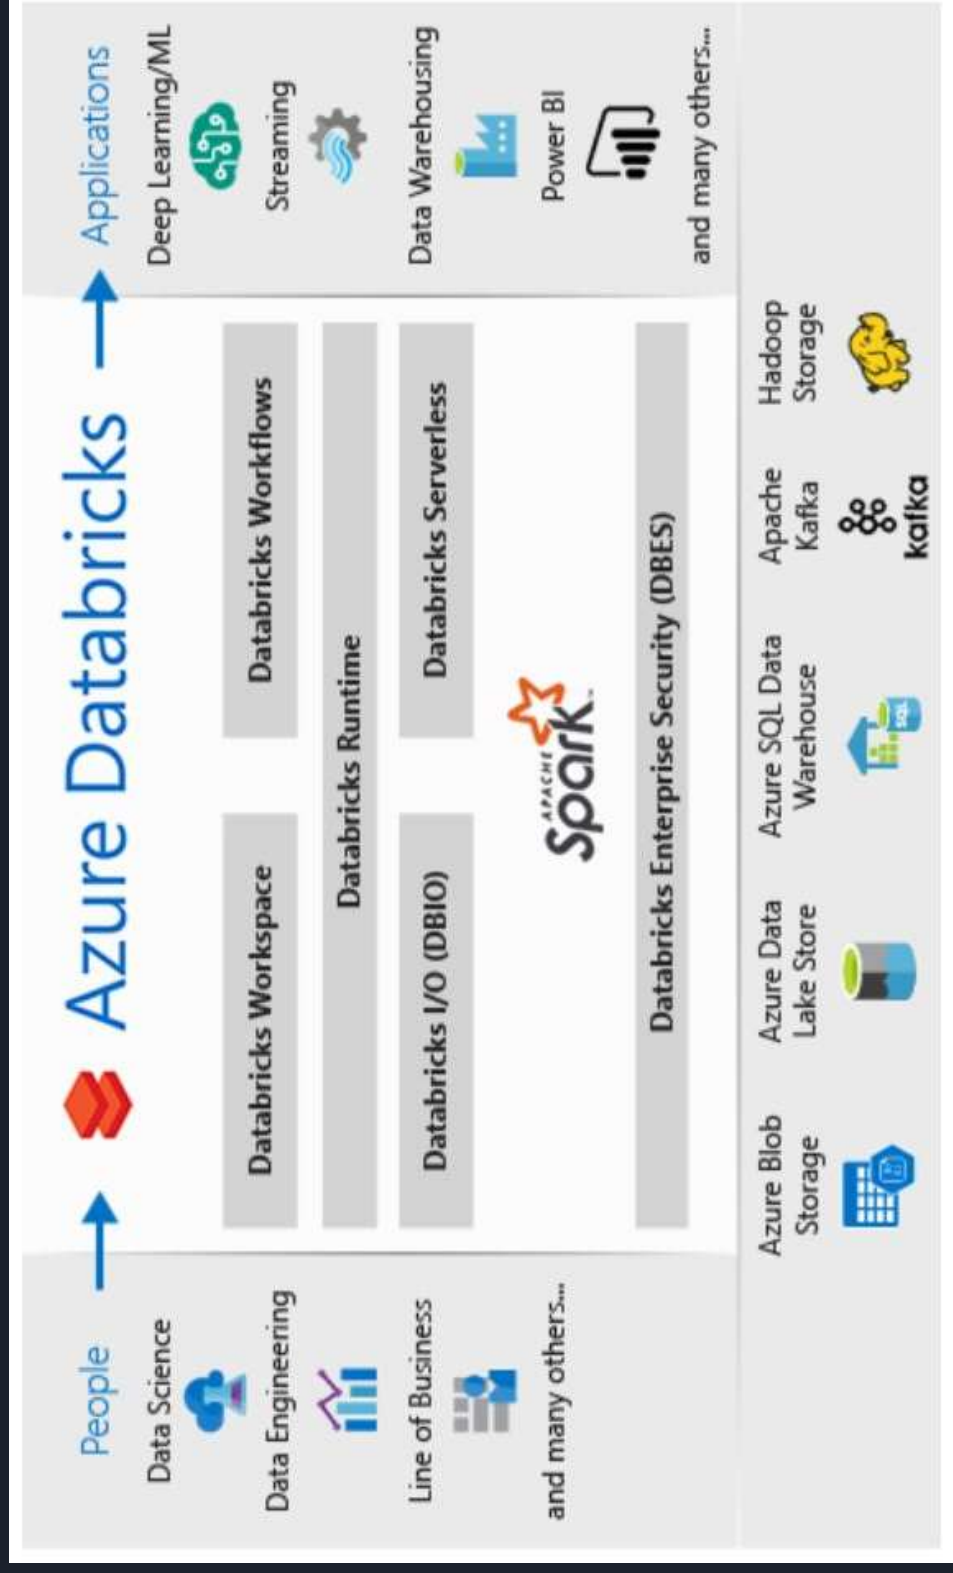 People
Azure Databricks
Applications
Data Science
Data Engineering
Line of Business
and many others...
Databricks Workspace
Databricks Workflows
Databricks Runtime
Databricks I/O (DBIO)
Databricks Serverless
APACHE
Spark™
Databricks Enterprise Security (DBES)
Deep Learning/ML
Streaming
Data Warehousing
Power BI
and many others...
Azure Blob
Storage
Azure Data
Lake Store
Azure SQL Data
Warehouse
SQL
Apache
Kafka
kafka
Hadoop
Storage